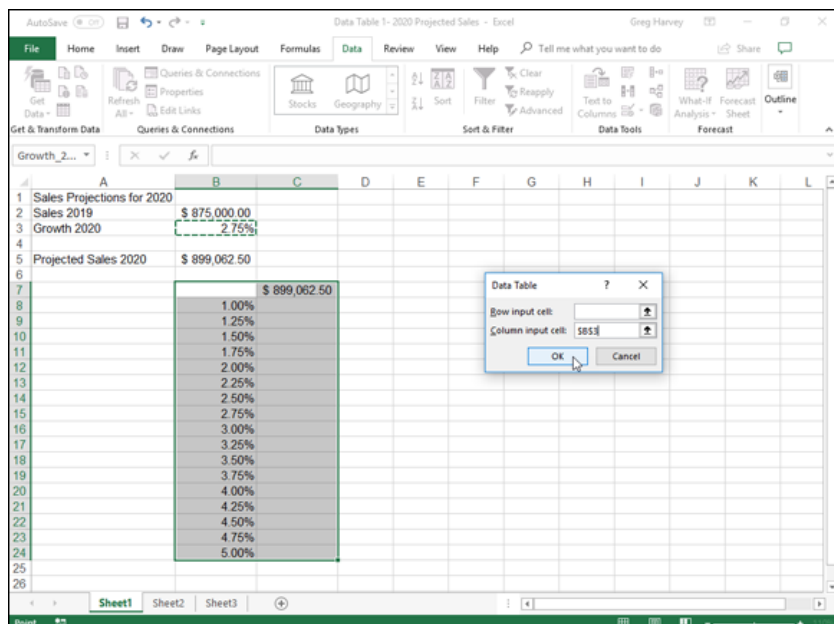 AutoSave Off Data Table 1- 2020 Projected Sales - Excel Greg Harvey
File Home Insert Draw Page Layout Formulas Data Review View Help Tell me what you want to do Share
Get Data Refresh All Queries & Connections Properties Edit Links Stocks Geography Sort Filter Clear Reapply Advanced Text to Columns What-If Analysis Forecast Sheet Outline
Get & Transform Data Queries & Connections Data Types Sort & Filter Data Tools Forecast
Growth_2... fx
A B C D E F G H I J K L
1 Sales Projections for 2020
2 Sales 2019 $ 875,000.00
3 Growth 2020 2.75%
4
5 Projected Sales 2020 $ 899,062.50
6
7 $ 899,062.50
8 1.00%
9 1.25%
10 1.50%
11 1.75%
12 2.00%
13 2.25%
14 2.50%
15 2.75%
16 3.00%
17 3.25%
18 3.50%
19 3.75%
20 4.00%
21 4.25%
22 4.50%
23 4.75%
24 5.00%
25
26
Data Table ? X
Row input cell:
Column input cell: $B$3
OK Cancel
Sheet1 Sheet2 Sheet3
Point